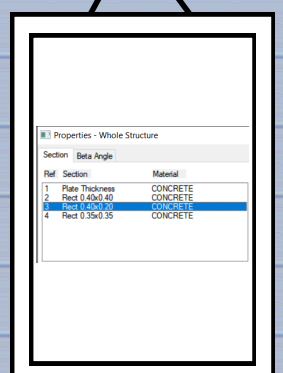 Properties - Whole Structure
Section Beta Angle
Ref Section Material
1 Plate Thickness CONCRETE
2 Rect 0.40x0.40 CONCRETE
3 Rect 0.40x0.20 CONCRETE
4 Rect 0.35x0.35 CONCRETE